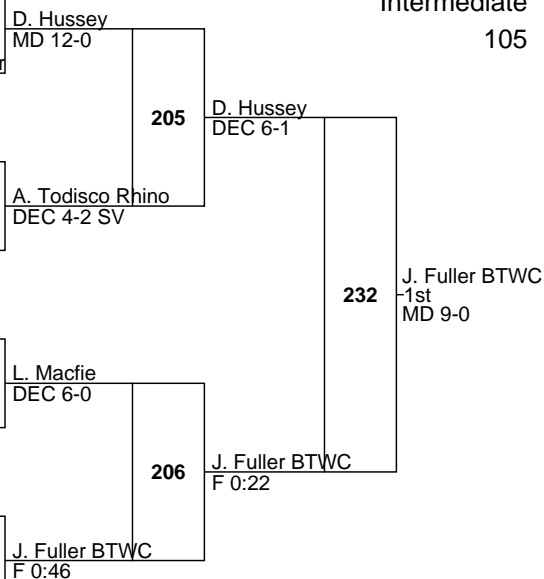 Intermediate
105
D. Hussey
MD 12-0
205
D. Hussey
DEC 6-1
A. Todisco Rhino
DEC 4-2 SV
232
J. Fuller BTWC
1st
MD 9-0
L. Macfie
DEC 6-0
206
J. Fuller BTWC
F 0:22
J. Fuller BTWC
F 0:46